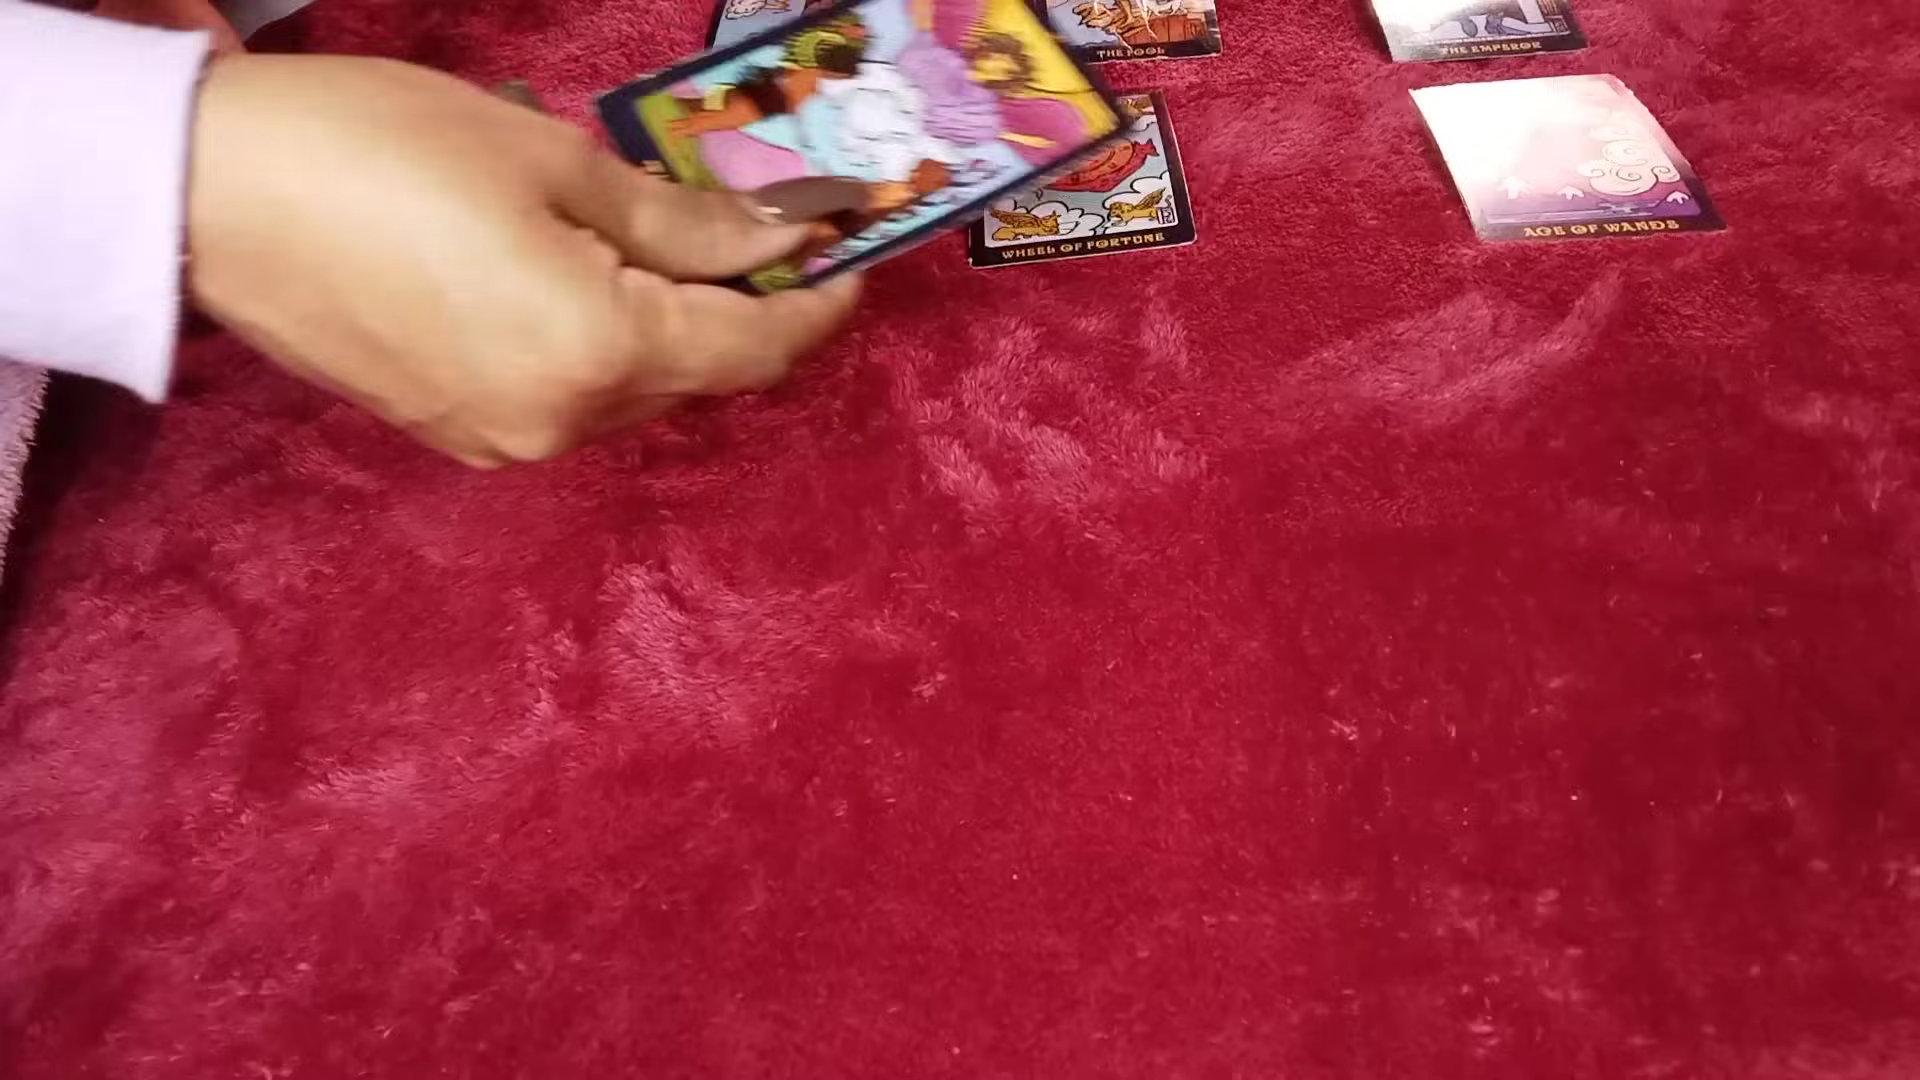 THE FOOL
THE EMPEROR
WHEEL OF FORTUNE
ACE OF WANDS